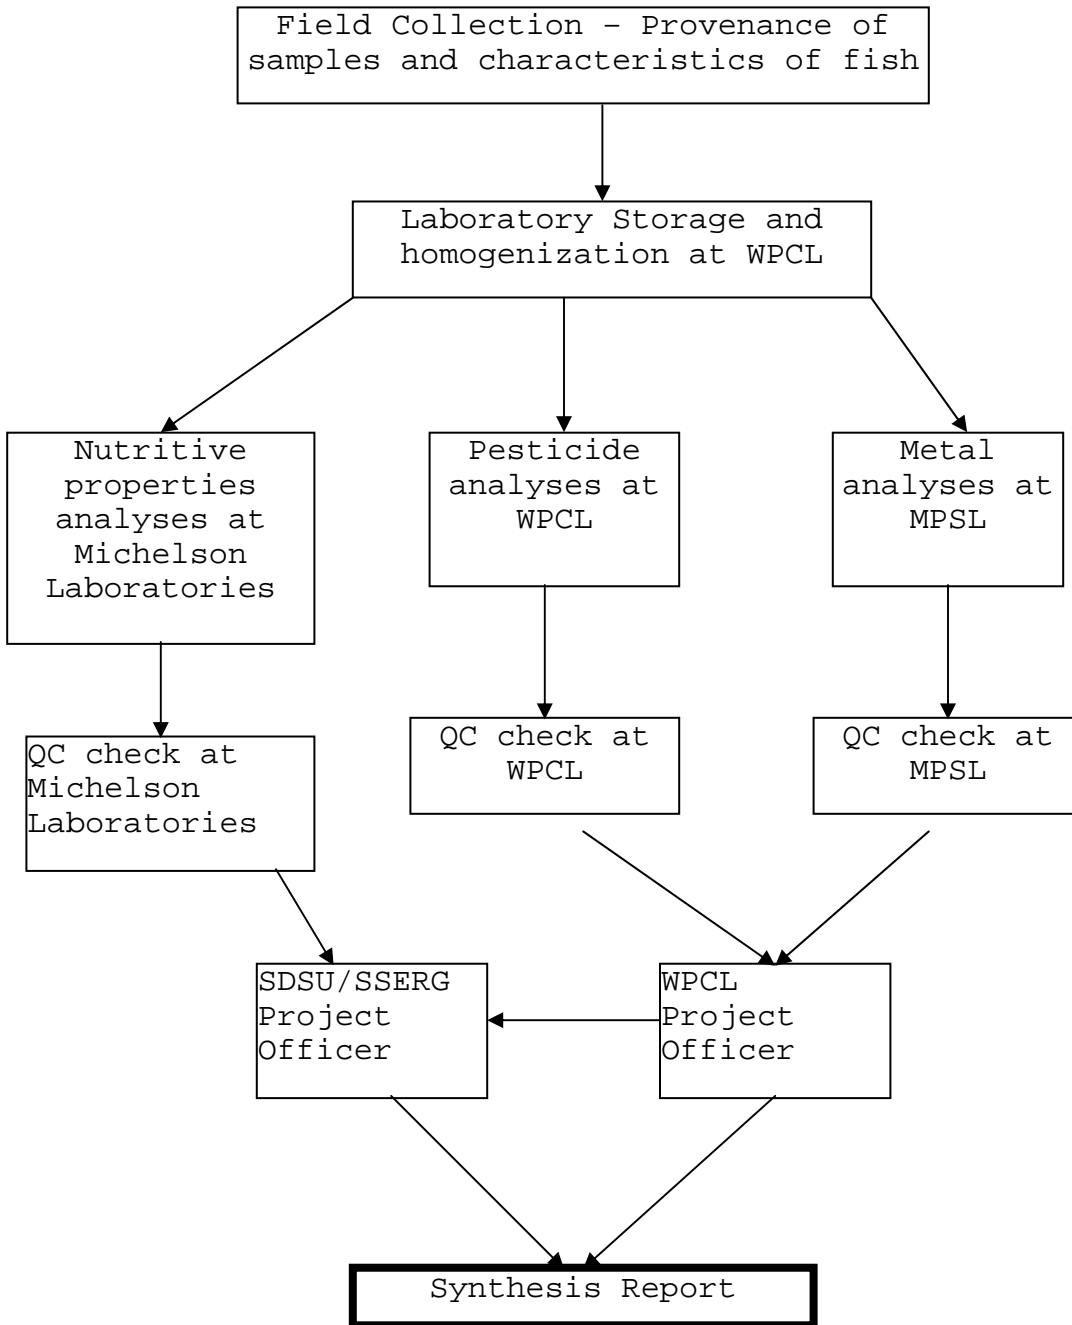 Field Collection – Provenance of
samples and characteristics of fish
Laboratory Storage and
homogenization at WPCL
Nutritive
properties
analyses at
Michelson
Laboratories
Pesticide
analyses at
WPCL
Metal
analyses at
MPSL
QC check at
Michelson
Laboratories
QC check at
WPCL
QC check at
MPSL
SDSU/SSERG
Project
Officer
WPCL
Project
Officer
Synthesis Report